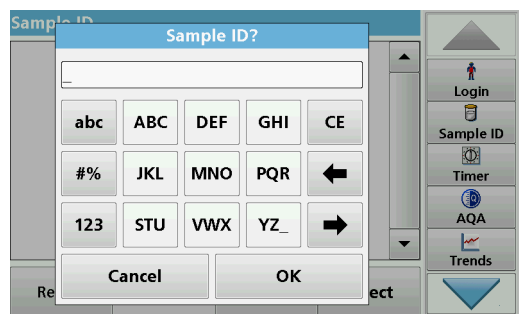 Sample ID
Sample ID?
_
abc ABC DEF GHI CE
#% JKL MNO PQR
123 STU VWX YZ_
Cancel OK
Login
Sample ID
Timer
AQA
Trends